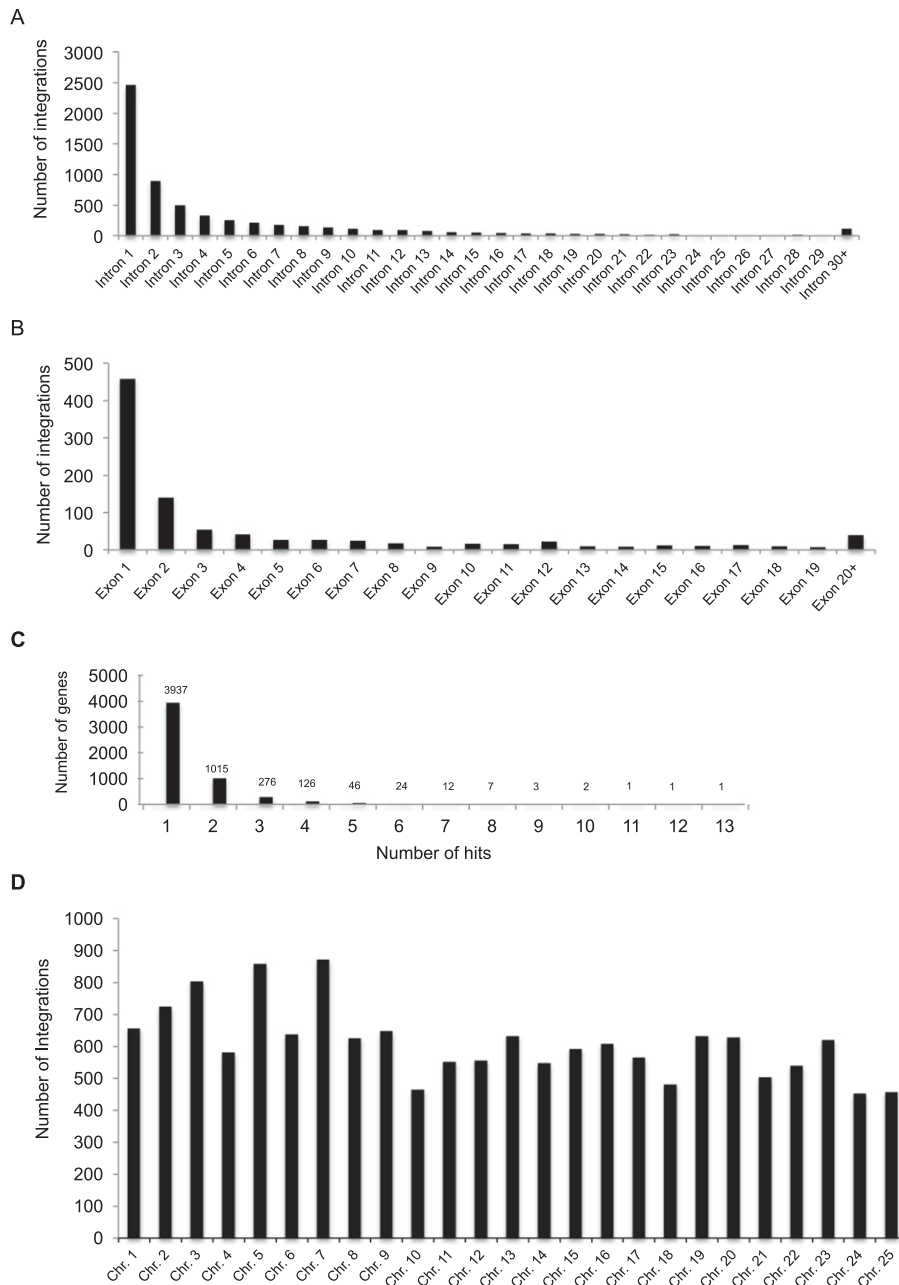 A
Number of integrations
3000
2500
2000
1500
1000
500
0
Intron 1
Intron 2
Intron 3
Intron 4
Intron 5
Intron 6
Intron 7
Intron 8
Intron 9
Intron 10
Intron 11
Intron 12
Intron 13
Intron 14
Intron 15
Intron 16
Intron 17
Intron 18
Intron 19
Intron 20
Intron 21
Intron 22
Intron 23
Intron 24
Intron 25
Intron 26
Intron 27
Intron 28
Intron 29
Intron 30+
B
Number of integrations
500
400
300
200
100
0
Exon 1
Exon 2
Exon 3
Exon 4
Exon 5
Exon 6
Exon 7
Exon 8
Exon 9
Exon 10
Exon 11
Exon 12
Exon 13
Exon 14
Exon 15
Exon 16
Exon 17
Exon 18
Exon 19
Exon 20+
C
Number of genes
5000
4000
3000
2000
1000
0
3937
1015
276
126
46
24
12
7
3
2
1
1
1
1 2 3 4 5 6 7 8 9 10 11 12 13
Number of hits
D
Number of Integrations
1000
900
800
700
600
500
400
300
200
100
0
Chr. 1
Chr. 2
Chr. 3
Chr. 4
Chr. 5
Chr. 6
Chr. 7
Chr. 8
Chr. 9
Chr. 10
Chr. 11
Chr. 12
Chr. 13
Chr. 14
Chr. 15
Chr. 16
Chr. 17
Chr. 18
Chr. 19
Chr. 20
Chr. 21
Chr. 22
Chr. 23
Chr. 24
Chr. 25